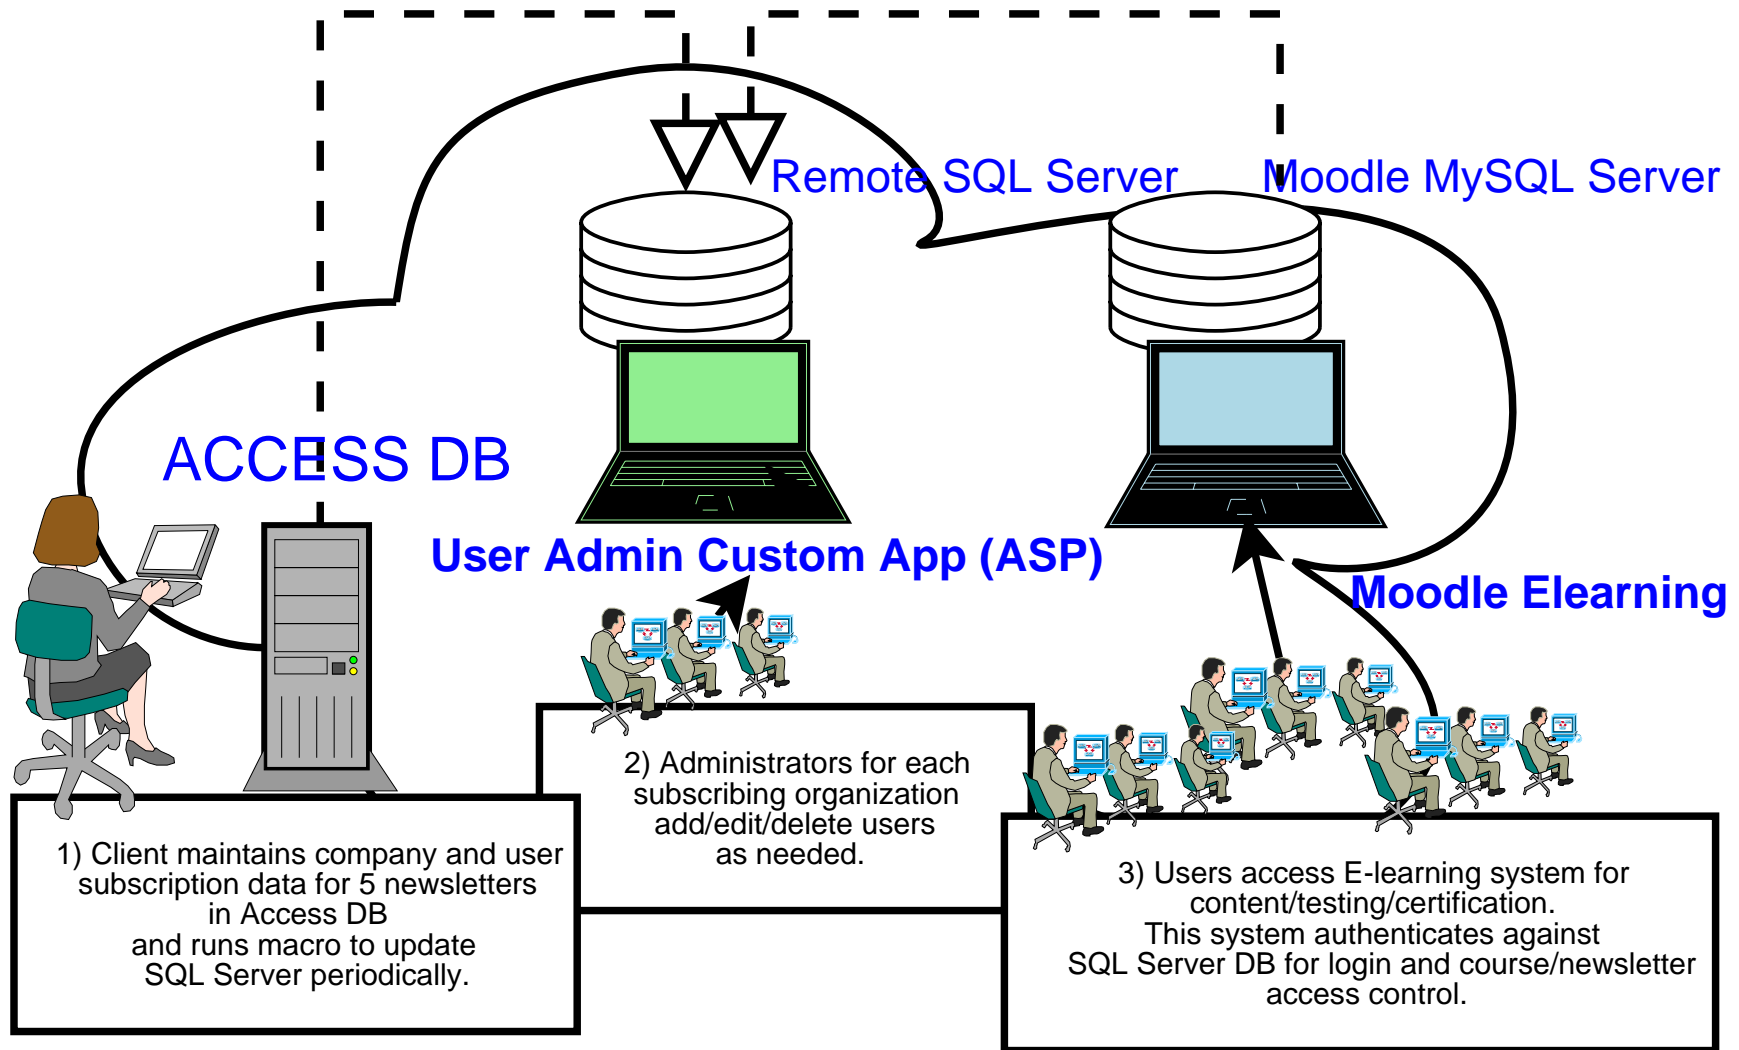 Remote SQL Server
Moodle MySQL Server
ACCESS DB
User Admin Custom App (ASP)
Moodle Elearning
1) Client maintains company and user
subscription data for 5 newsletters
in Access DB
and runs macro to update
SQL Server periodically.
2) Administrators for each
subscribing organization
add/edit/delete users
as needed.
3) Users access E-learning system for
content/testing/certification.
This system authenticates against
SQL Server DB for login and course/newsletter
access control.